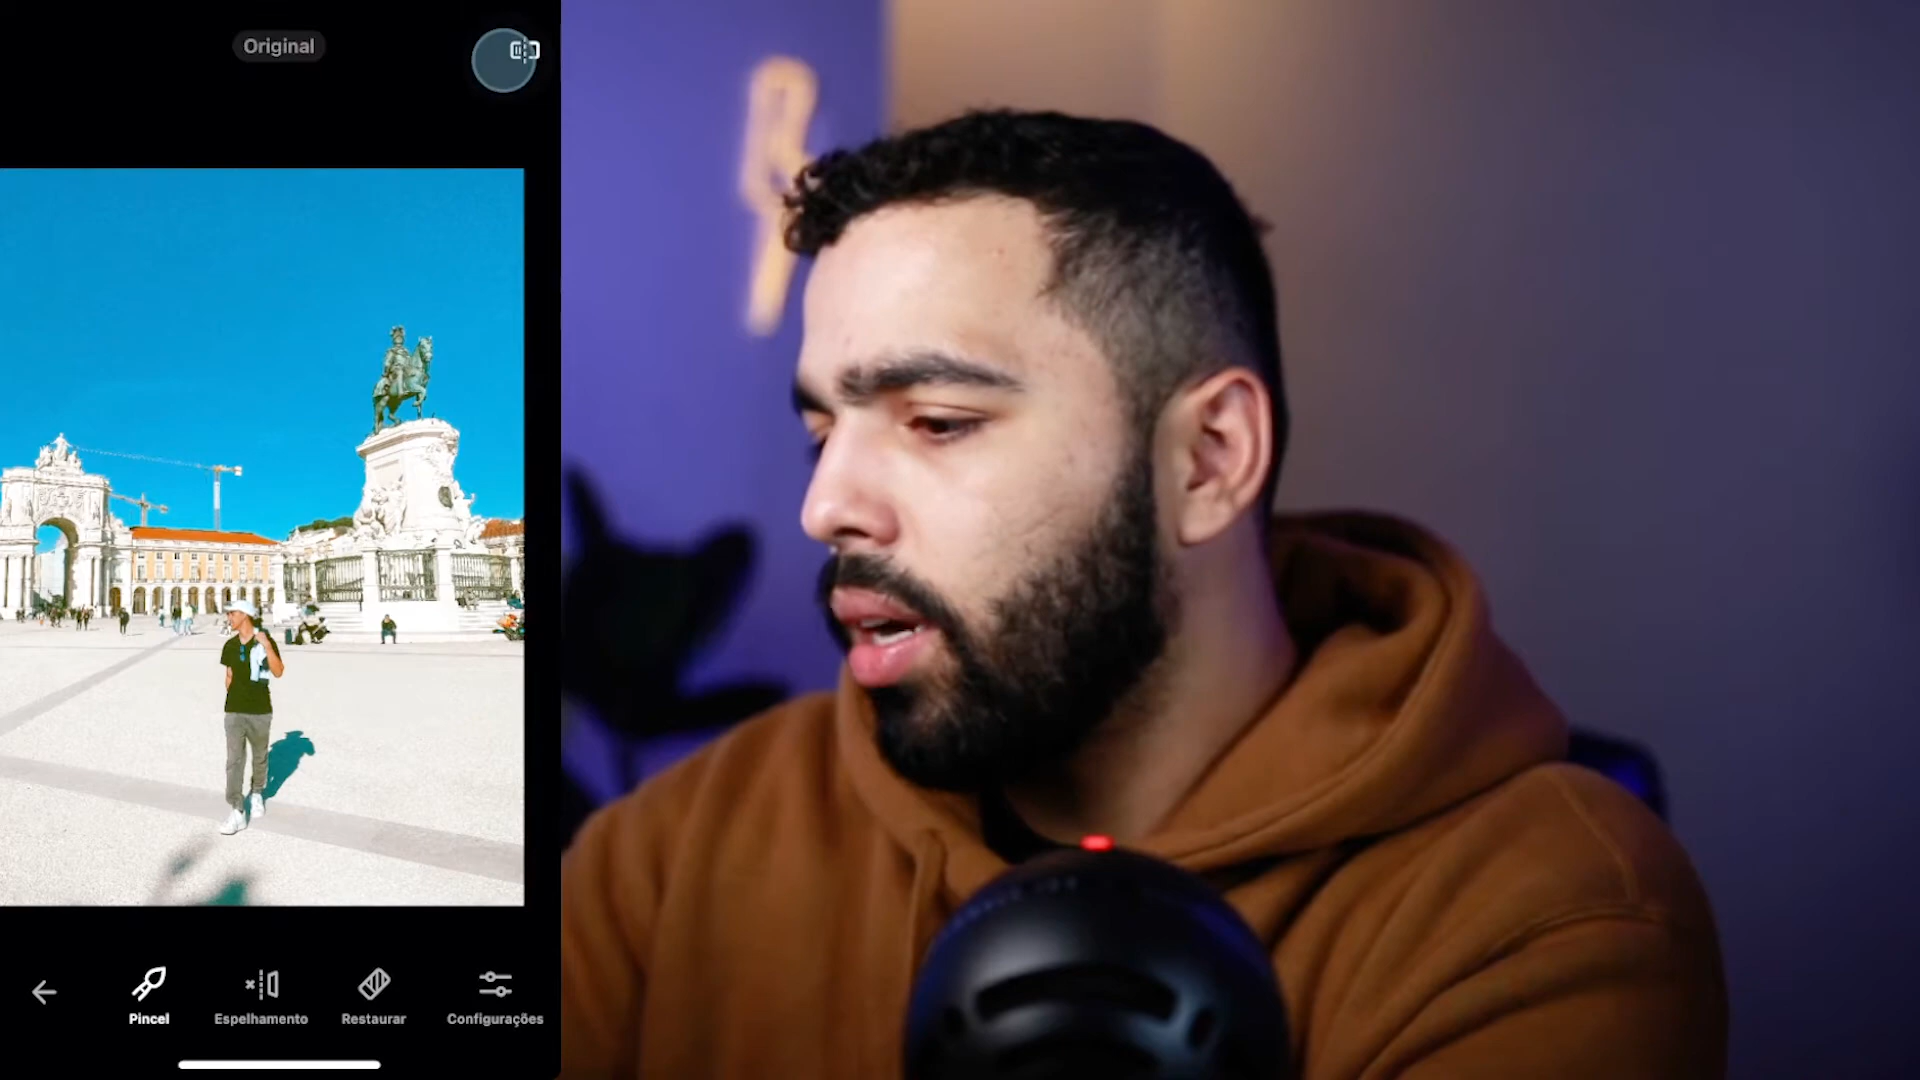 Original
Pincel
Espelhamento
Restaurar
Configurações